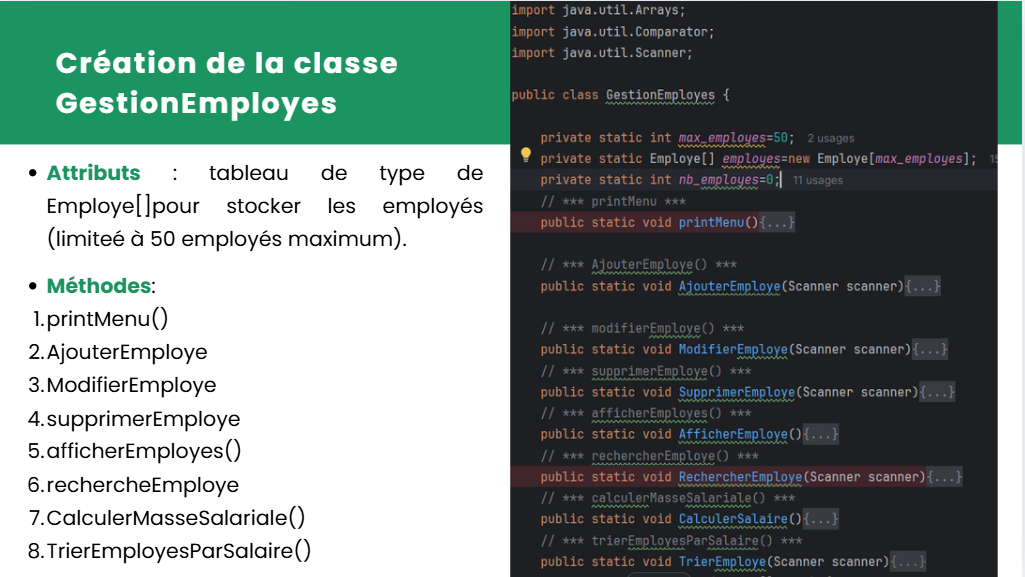 Création de la classe
GestionEmployes
• Attributs : tableau de type de
Employe[]pour stocker les employés
(limiteé à 50 employés maximum).
• Méthodes:
1.printMenu()
2.AjouterEmploye
3.ModifierEmploye
4.supprimerEmploye
5.afficherEmployes()
6.rechercheEmploye
7.CalculerMasseSalariale()
8.TrierEmployesParSalaire()
import java.util.Arrays;
import java.util.Comparator;
import java.util.Scanner;
public class GestionEmployes {
private static int max_employes=50; 2 usages
private static Employe[] employes=new Employe[max_employes]; 15
private static int nb_employes=0; 11 usages
// *** printMenu ***
public static void printMenu(){...}
// *** AjouterEmploye() ***
public static void AjouterEmploye(Scanner scanner){...}
// *** modifierEmploye() ***
public static void ModifierEmploye(Scanner scanner){...}
// *** supprimerEmploye() ***
public static void SupprimerEmploye(Scanner scanner){...}
// *** afficherEmployes() ***
public static void AfficherEmploye(){...}
// *** rechercherEmploye() ***
public static void RechercherEmploye(Scanner scanner){...}
// *** calculerMasseSalariale() ***
public static void CalculerSalaire(){...}
// *** trierEmployesParSalaire() ***
public static void TrierEmploye(Scanner scanner){...}